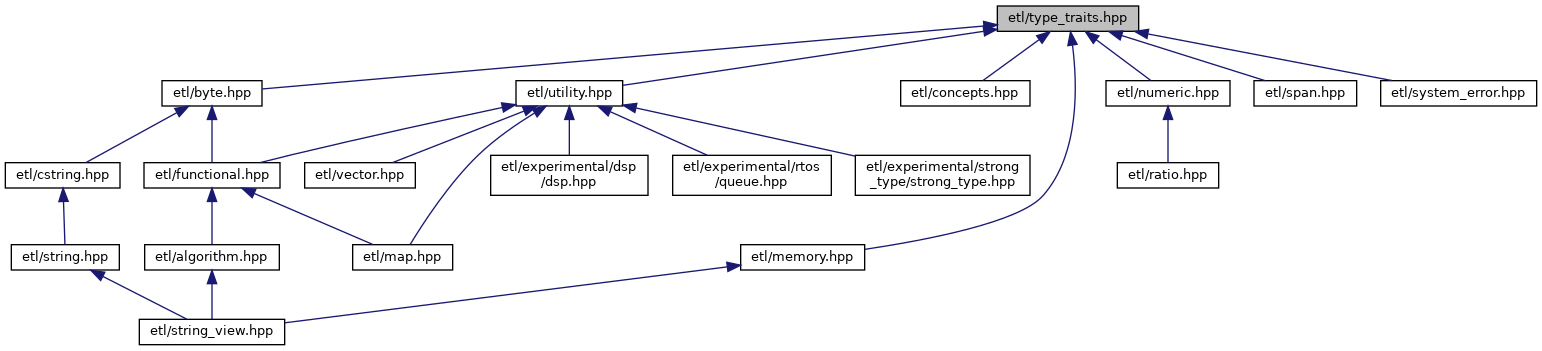 etl/type_traits.hpp
etl/byte.hpp
etl/utility.hpp
etl/concepts.hpp
etl/numeric.hpp
etl/span.hpp
etl/system_error.hpp
etl/cstring.hpp
etl/functional.hpp
etl/vector.hpp
etl/experimental/dsp
/dsp.hpp
etl/experimental/rtos
/queue.hpp
etl/experimental/strong
_type/strong_type.hpp
etl/ratio.hpp
etl/string.hpp
etl/algorithm.hpp
etl/map.hpp
etl/memory.hpp
etl/string_view.hpp